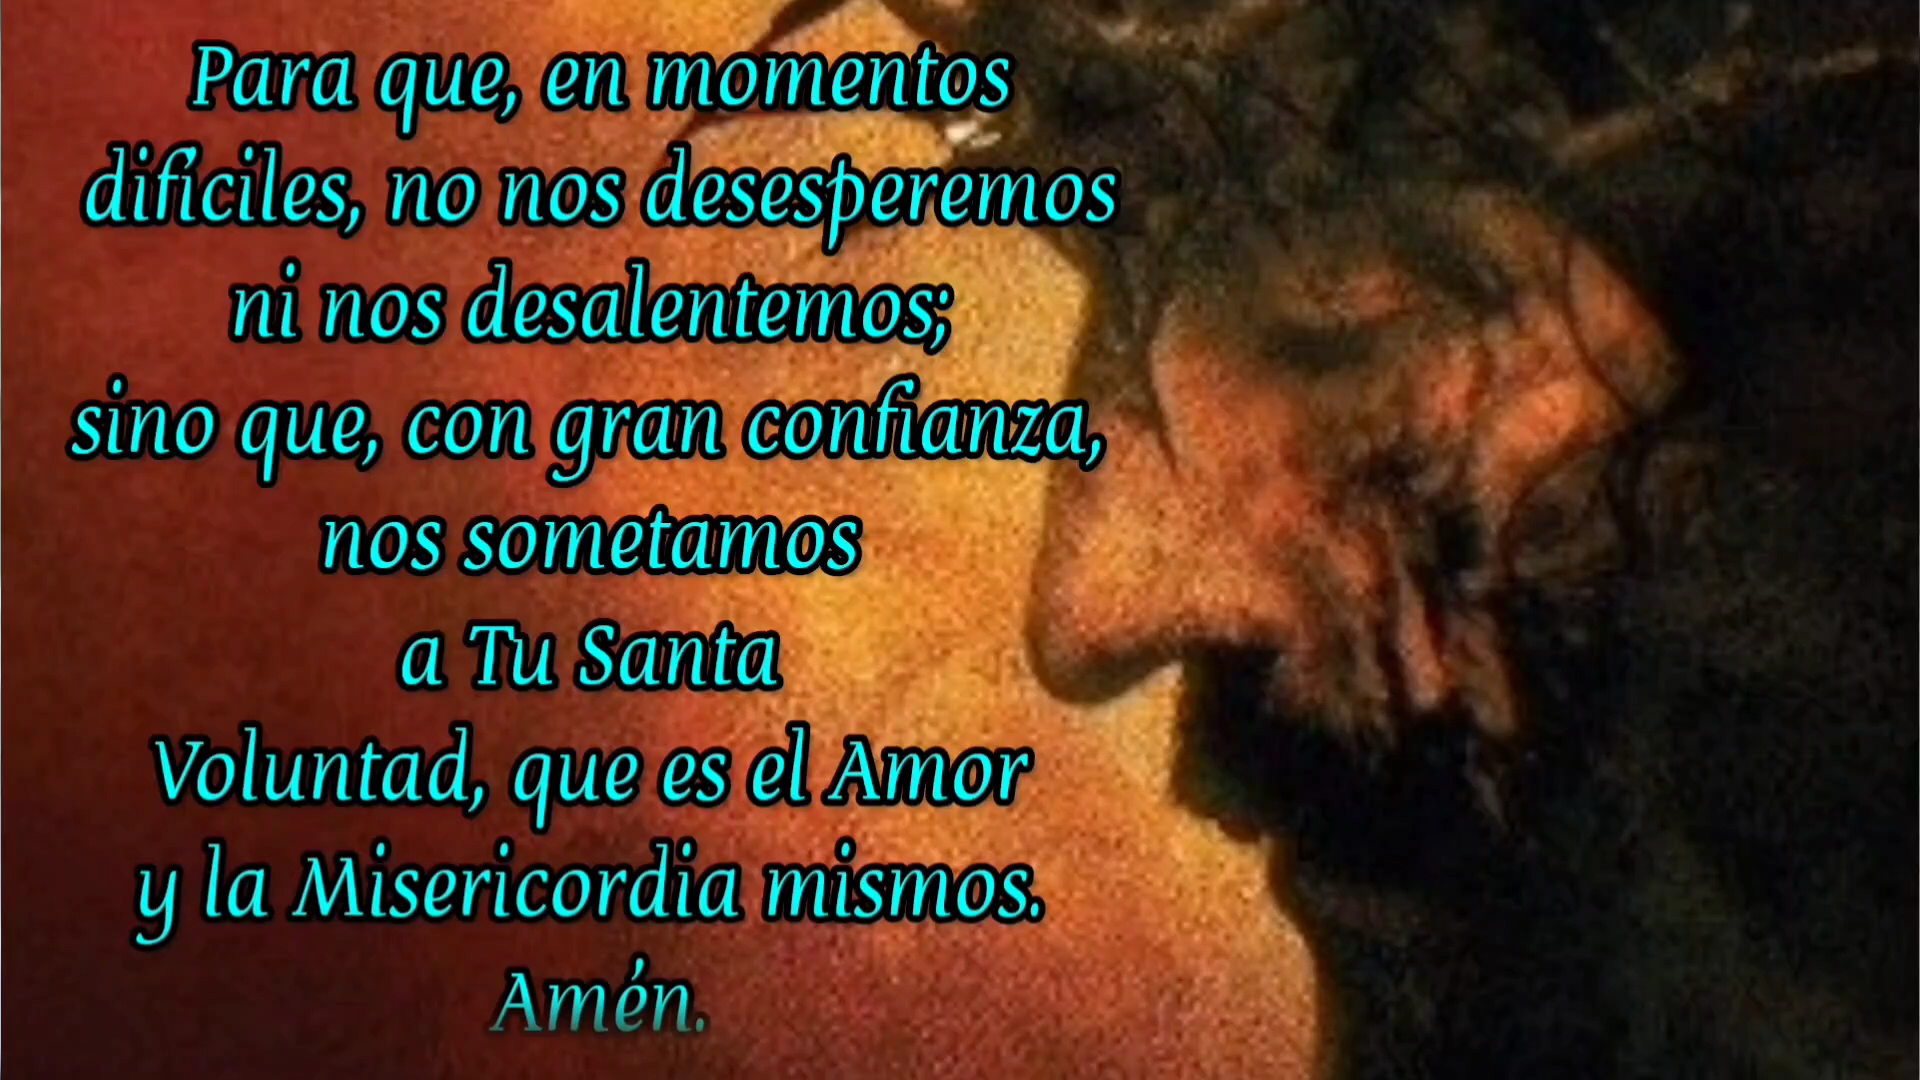 Para que, en momentos
difíciles, no nos desesperemos
ni nos desalentemos;
sino que, con gran confianza,
nos sometamos
a Tu Santa
Voluntad, que es el Amor
y la Misericordia mismos.
Amén.